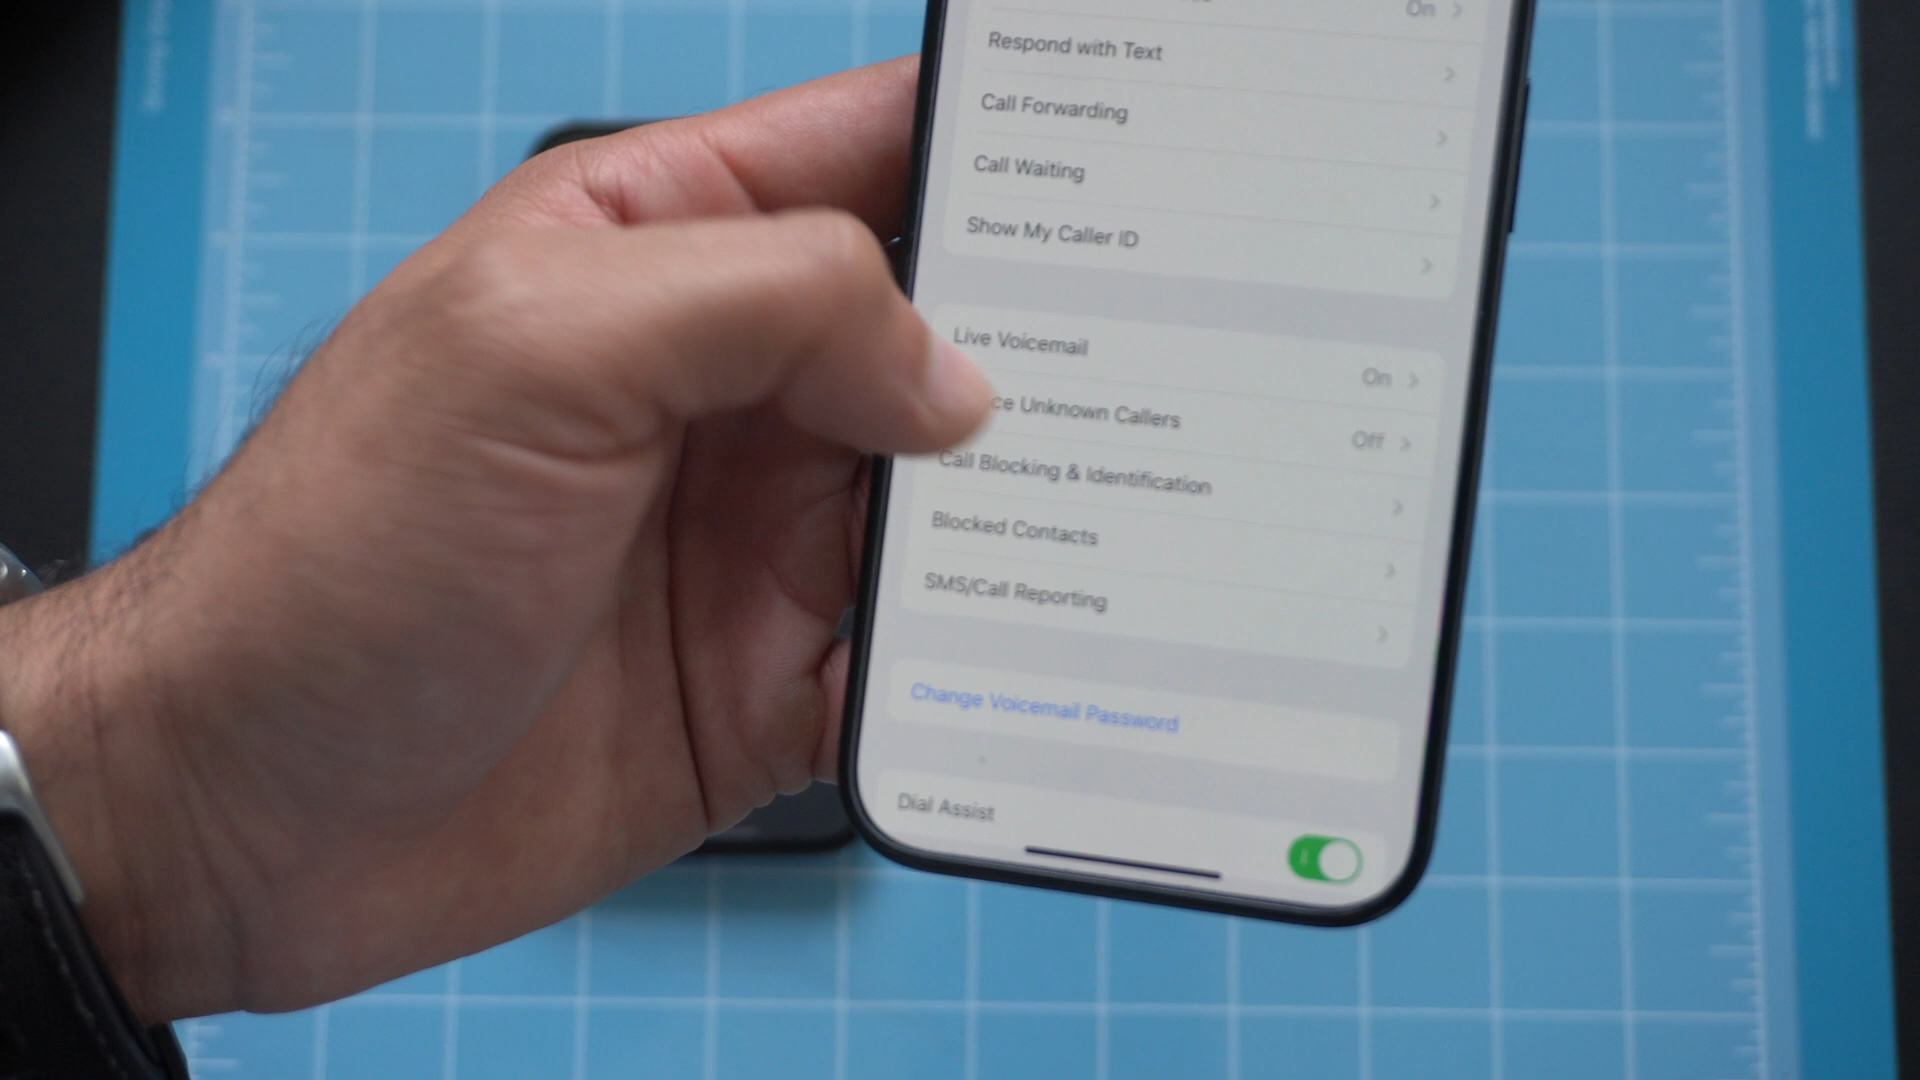 On
Respond with Text
Call Forwarding
Call Waiting
Show My Caller ID
Live Voicemail
On
Unknown Callers
Off
Call Blocking & Identification
Blocked Contacts
SMS/Call Reporting
Change Voicemail Password
Dial Assist